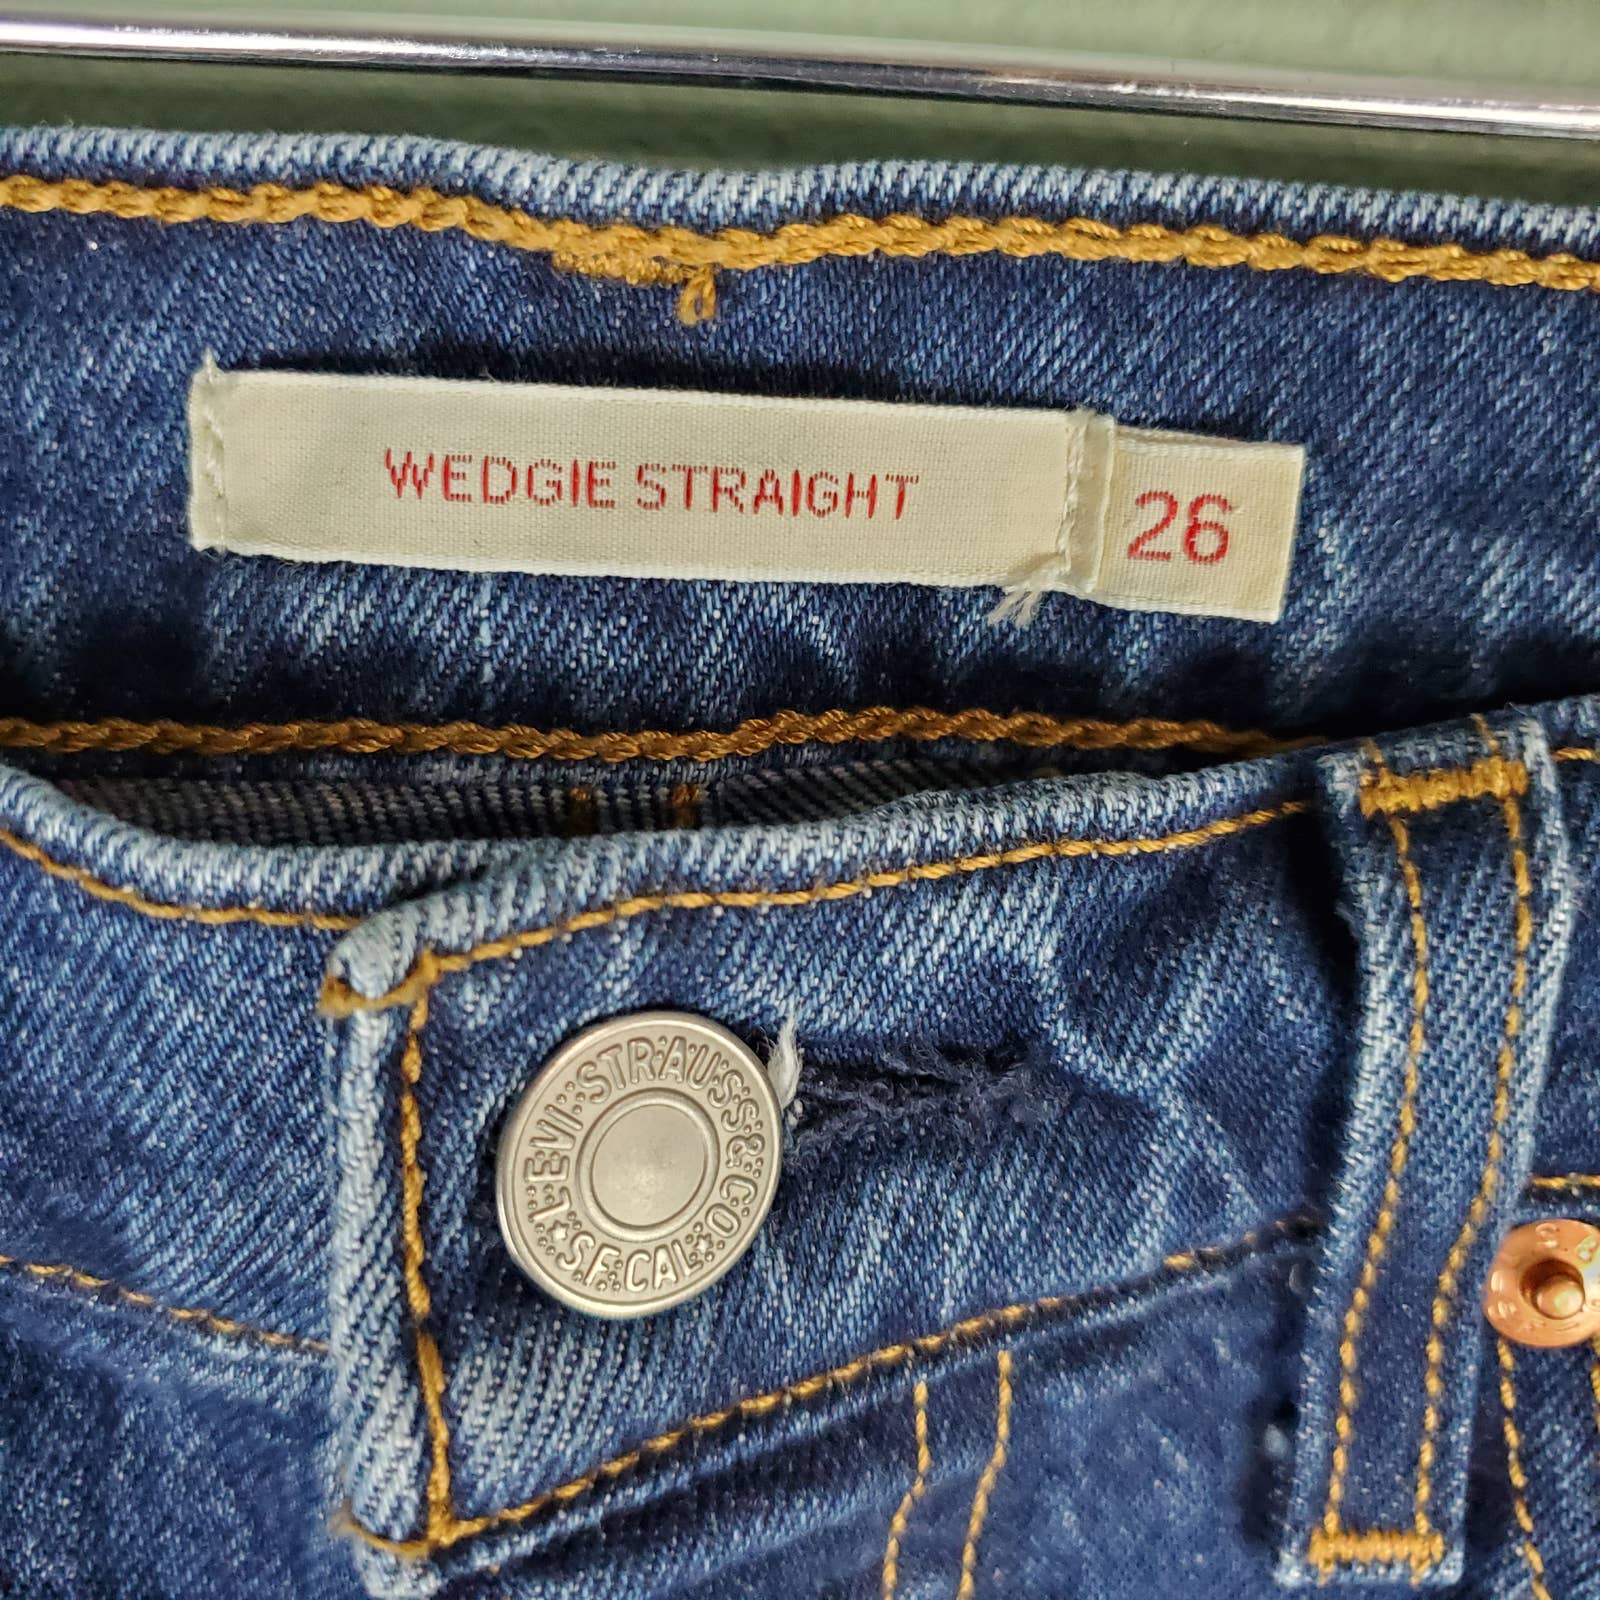 WEDGIE STRAIGHT
26
LEVI STRAUSS & CO
S.F. CAL
S &